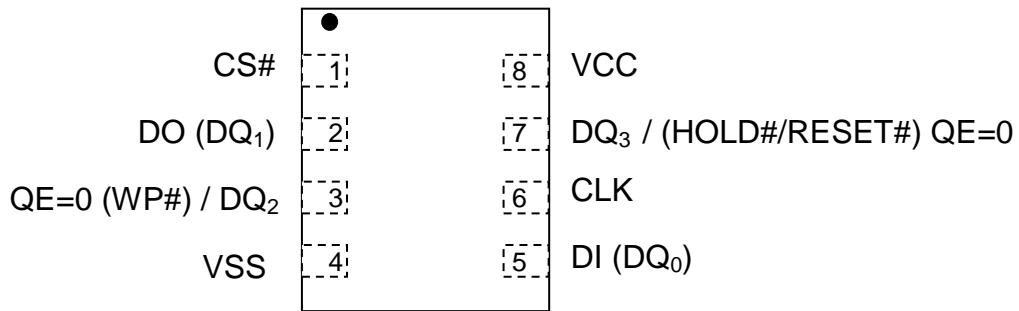 CS# 1 8 VCC
DO (DQ₁) 2 7 DQ₃ / (HOLD#/RESET#) QE=0
QE=0 (WP#) / DQ₂ 3 6 CLK
VSS 4 5 DI (DQ₀)